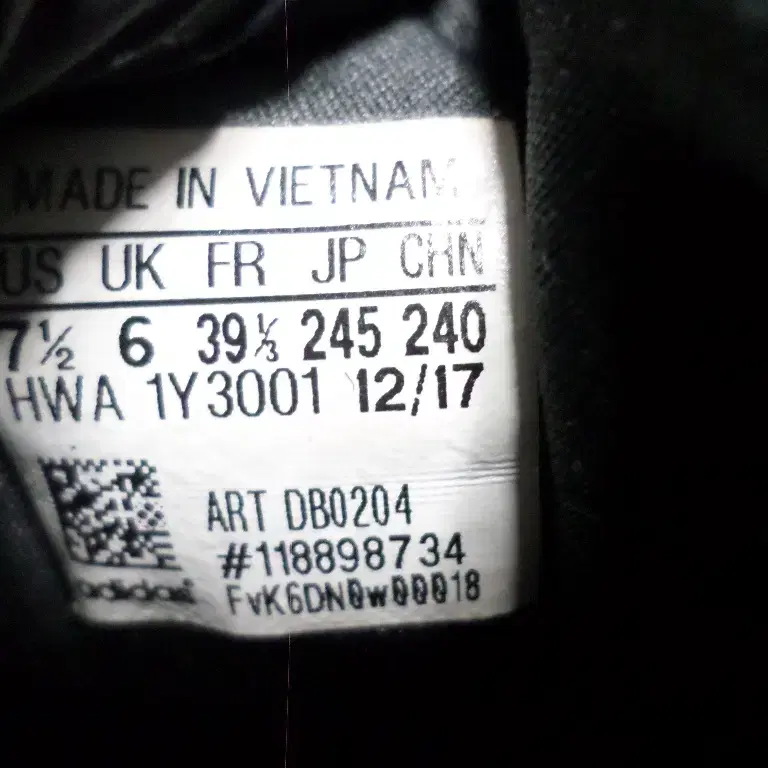 MADE IN VIETNAM
US UK FR JP CHN
7½ 6 39⅓ 245 240
HWA 1Y3001 12/17
ART DB0204
#118898734
FvK6DN0w00018
adidas